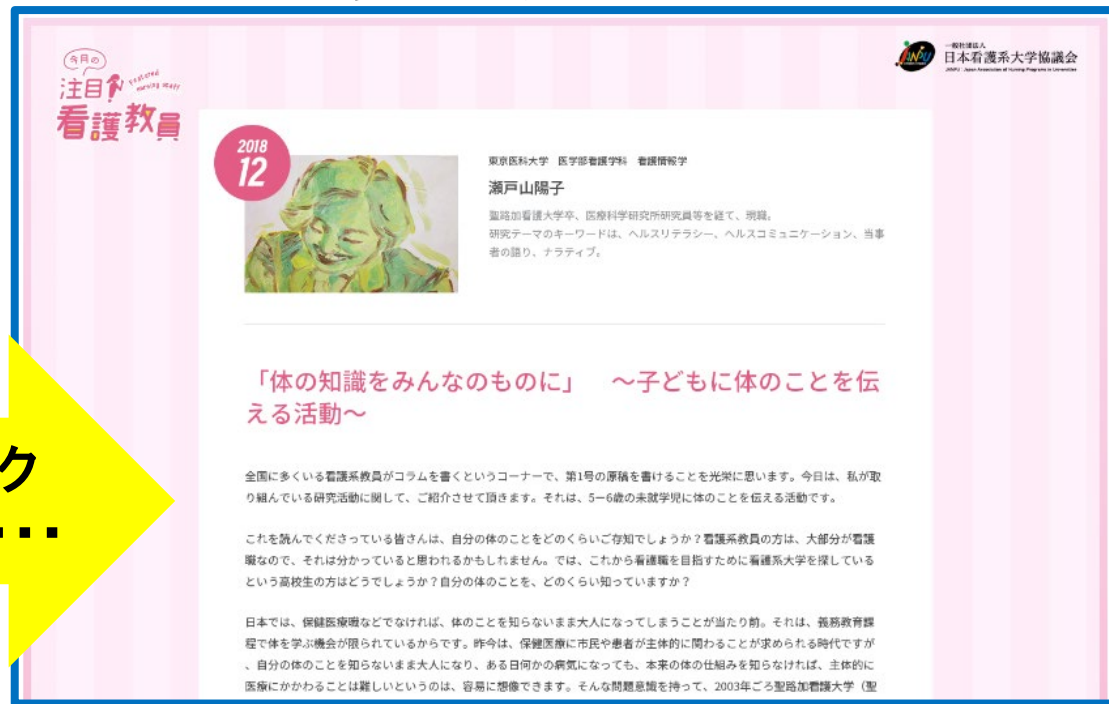 今月の
注目
Featured
nursing staff
看護教員
JANPU
一般社団法人
日本看護系大学協議会
JANPU : Japan Association of Nursing Programs in Universities
2018
12
東京医科大学 医学部看護学科 看護情報学
瀬戸山陽子
聖路加看護大学卒、医療科学研究所研究員等を経て、現職。
研究テーマのキーワードは、ヘルスリテラシー、ヘルスコミュニケーション、当事
者の語り、ナラティブ。
「体の知識をみんなのものに」 ～子どもに体のことを伝
える活動～
全国に多くいる看護系教員がコラムを書くというコーナーで、第1号の原稿を書けることを光栄に思います。今日は、私が取
り組んでいる研究活動に関して、ご紹介させて頂きます。それは、5ー6歳の未就学児に体のことを伝える活動です。
これを読んでくださっている皆さんは、自分の体のことをどのくらいご存知でしょうか？看護系教員の方は、大部分が看護
職なので、それは分かっていると思われるかもしれません。では、これから看護職を目指すために看護系大学を探している
という高校生の方はどうでしょうか？自分の体のことを、どのくらい知っていますか？
日本では、保健医療職などでなければ、体のことを知らないまま大人になってしまうことが当たり前。それは、義務教育課
程で体を学ぶ機会が限られているからです。昨今は、保健医療に市民や患者が主体的に関わることが求められる時代ですが
、自分の体のことを知らないまま大人になり、ある日何かの病気になっても、本来の体の仕組みを知らなければ、主体的に
医療にかかわることは難しいというのは、容易に想像できます。そんな問題意識を持って、2003年ごろ聖路加看護大学（聖
ク
…